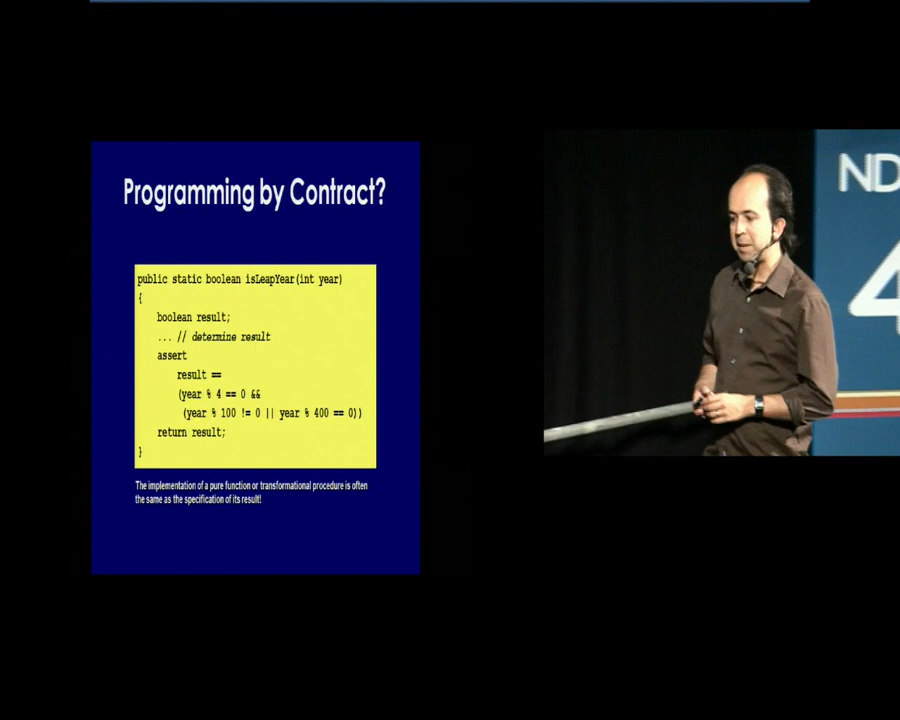 Programming by Contract?
public static boolean isLeapYear(int year)
{
boolean result;
... // determine result
assert
result ==
(year % 4 == 0 &&
(year % 100 != 0 || year % 400 == 0))
return result;
}
The implementation of a pure function or transformational procedure is often
the same as the specification of its result!
ND
4